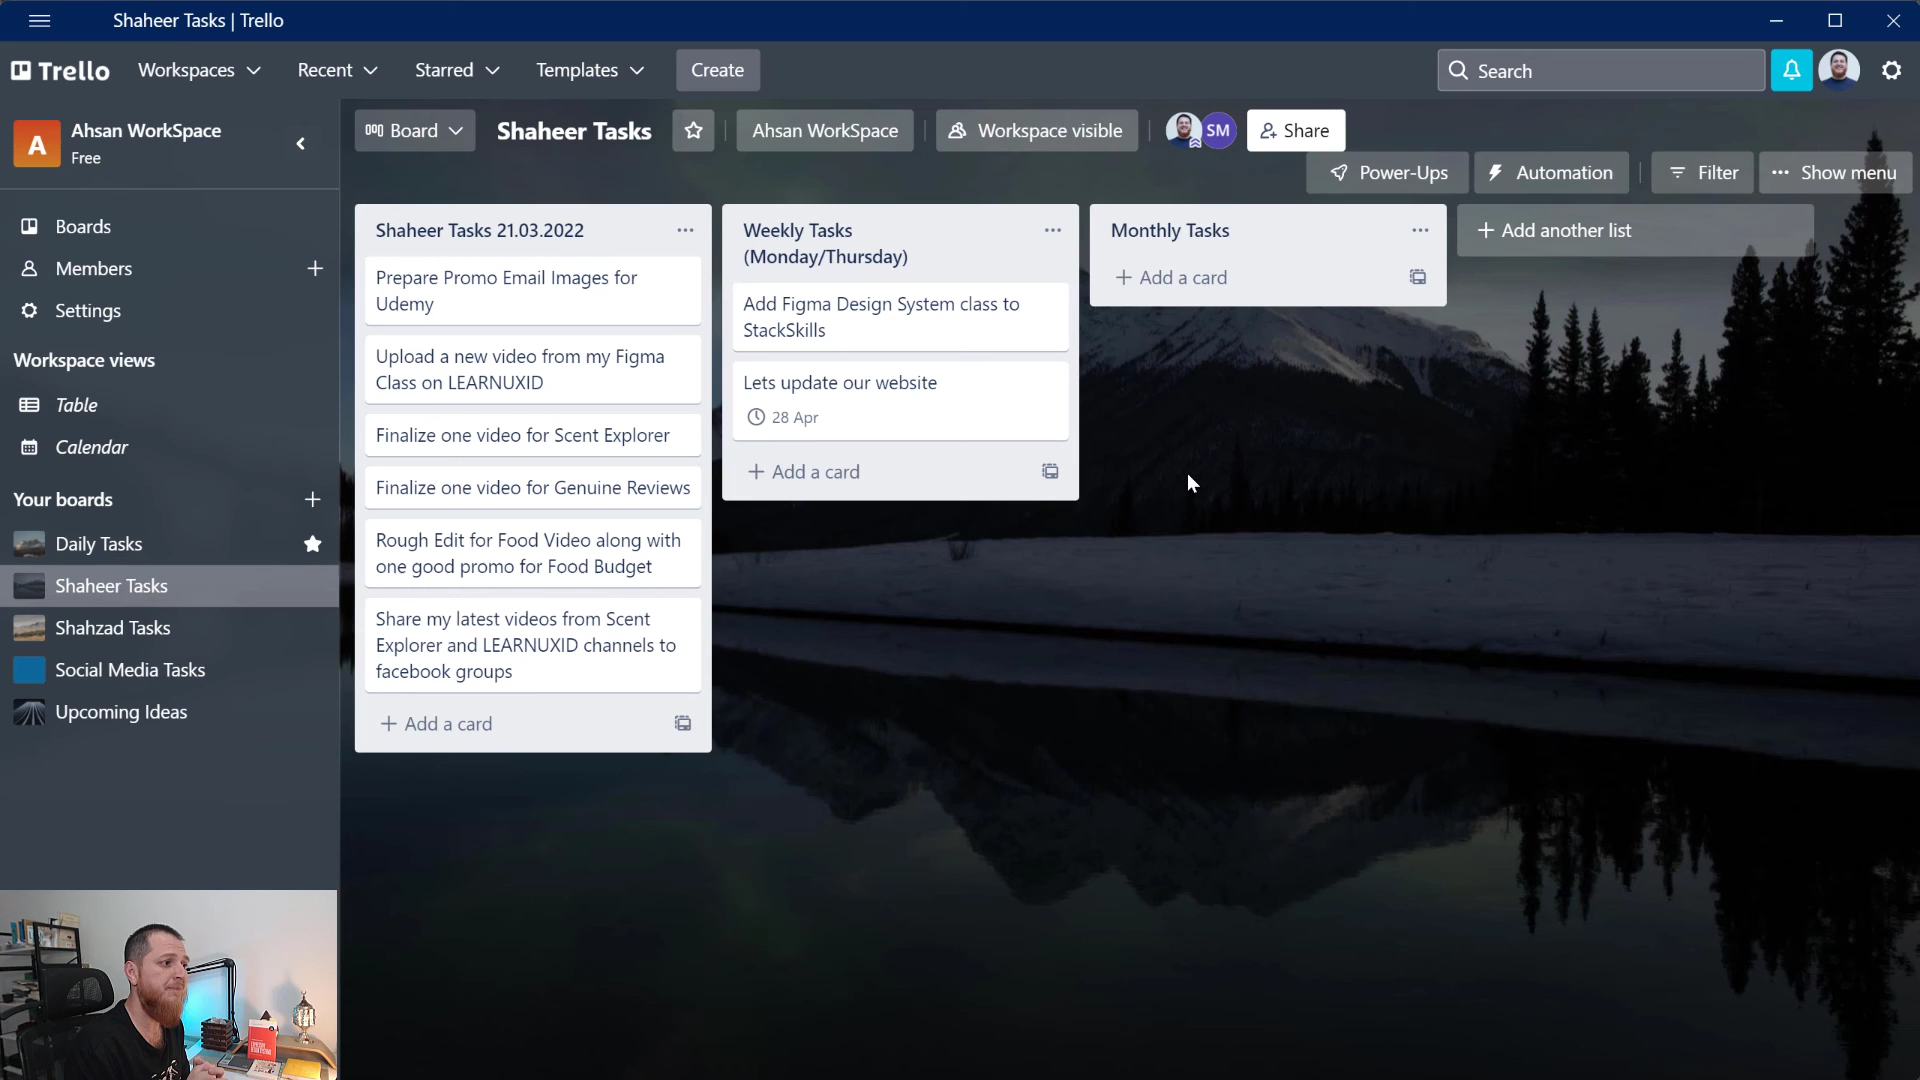 Shaheer Tasks | Trello
Trello
Workspaces
Recent
Starred
Templates
Create
Search
A
Ahsan WorkSpace
Free
Board
Shaheer Tasks
Ahsan WorkSpace
Workspace visible
SM
Share
Power-Ups
Automation
Filter
Show menu
Boards
Members
Settings
Workspace views
Table
Calendar
Your boards
Daily Tasks
Shaheer Tasks
Shahzad Tasks
Social Media Tasks
Upcoming Ideas
Shaheer Tasks 21.03.2022
Prepare Promo Email Images for
Udemy
Upload a new video from my Figma
Class on LEARNUXID
Finalize one video for Scent Explorer
Finalize one video for Genuine Reviews
Rough Edit for Food Video along with
one good promo for Food Budget
Share my latest videos from Scent
Explorer and LEARNUXID channels to
facebook groups
Add a card
Weekly Tasks
(Monday/Thursday)
Add Figma Design System class to
StackSkills
Lets update our website
28 Apr
Add a card
Monthly Tasks
Add a card
Add another list